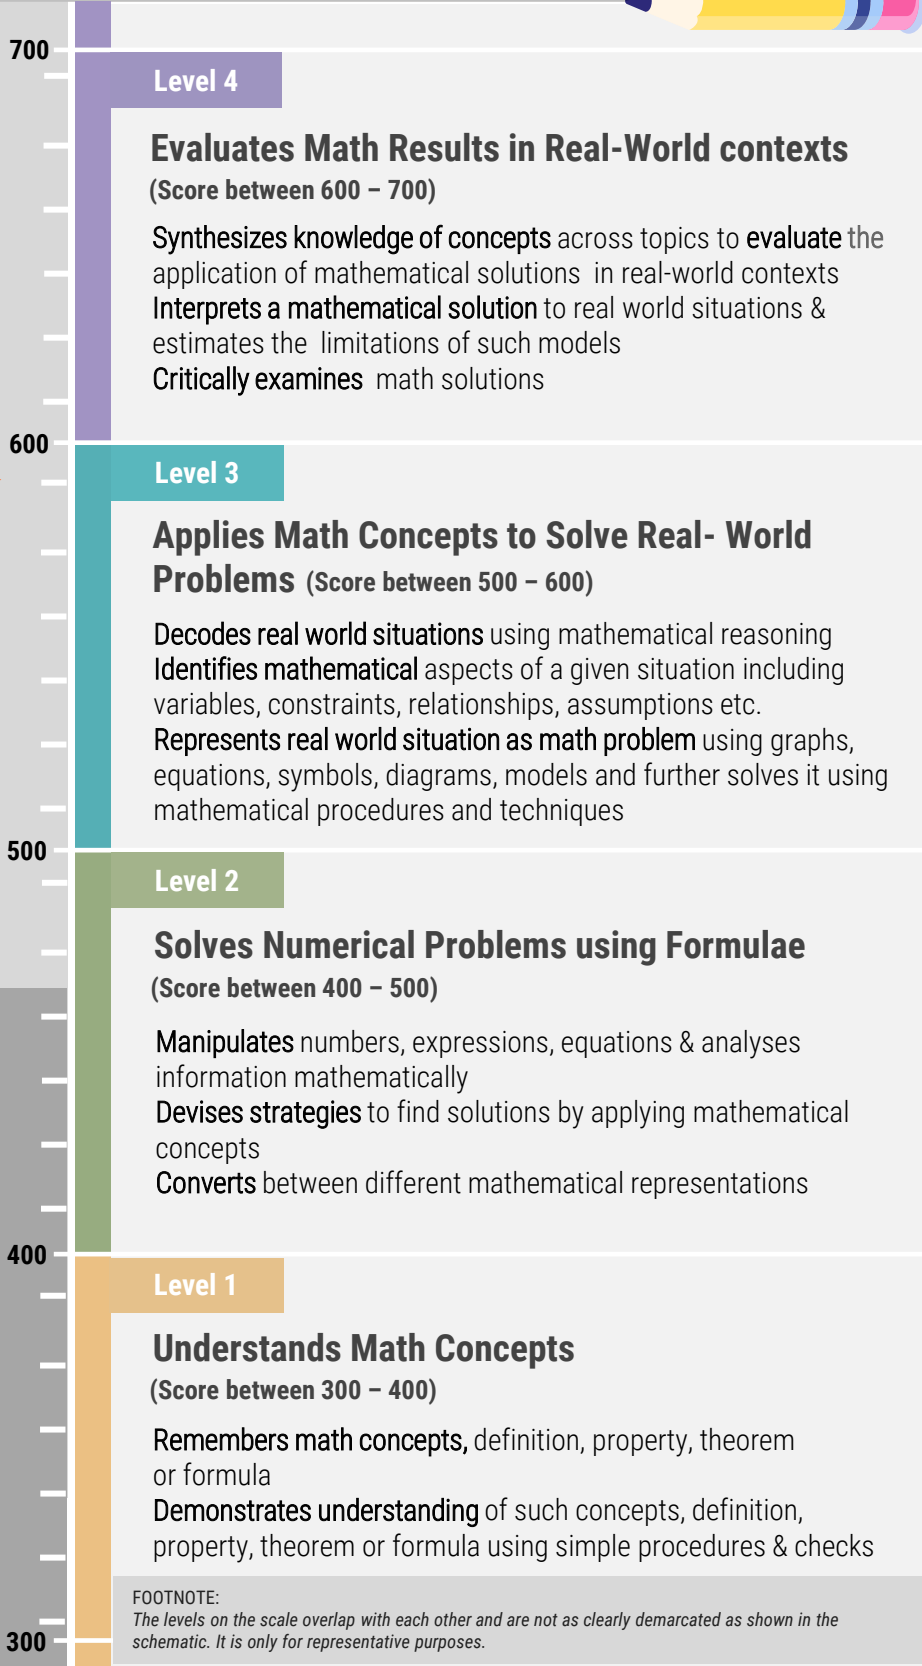 700
Level 4
Evaluates Math Results in Real-World contexts
(Score between 600 – 700)
Synthesizes knowledge of concepts across topics to evaluate the
application of mathematical solutions in real-world contexts
Interprets a mathematical solution to real world situations &
estimates the limitations of such models
Critically examines math solutions
600
Level 3
Applies Math Concepts to Solve Real- World
Problems (Score between 500 – 600)
Decodes real world situations using mathematical reasoning
Identifies mathematical aspects of a given situation including
variables, constraints, relationships, assumptions etc.
Represents real world situation as math problem using graphs,
equations, symbols, diagrams, models and further solves it using
mathematical procedures and techniques
500
Level 2
Solves Numerical Problems using Formulae
(Score between 400 – 500)
Manipulates numbers, expressions, equations & analyses
information mathematically
Devises strategies to find solutions by applying mathematical
concepts
Converts between different mathematical representations
400
Level 1
Understands Math Concepts
(Score between 300 – 400)
Remembers math concepts, definition, property, theorem
or formula
Demonstrates understanding of such concepts, definition,
property, theorem or formula using simple procedures & checks
FOOTNOTE:
The levels on the scale overlap with each other and are not as clearly demarcated as shown in the
schematic. It is only for representative purposes.
300